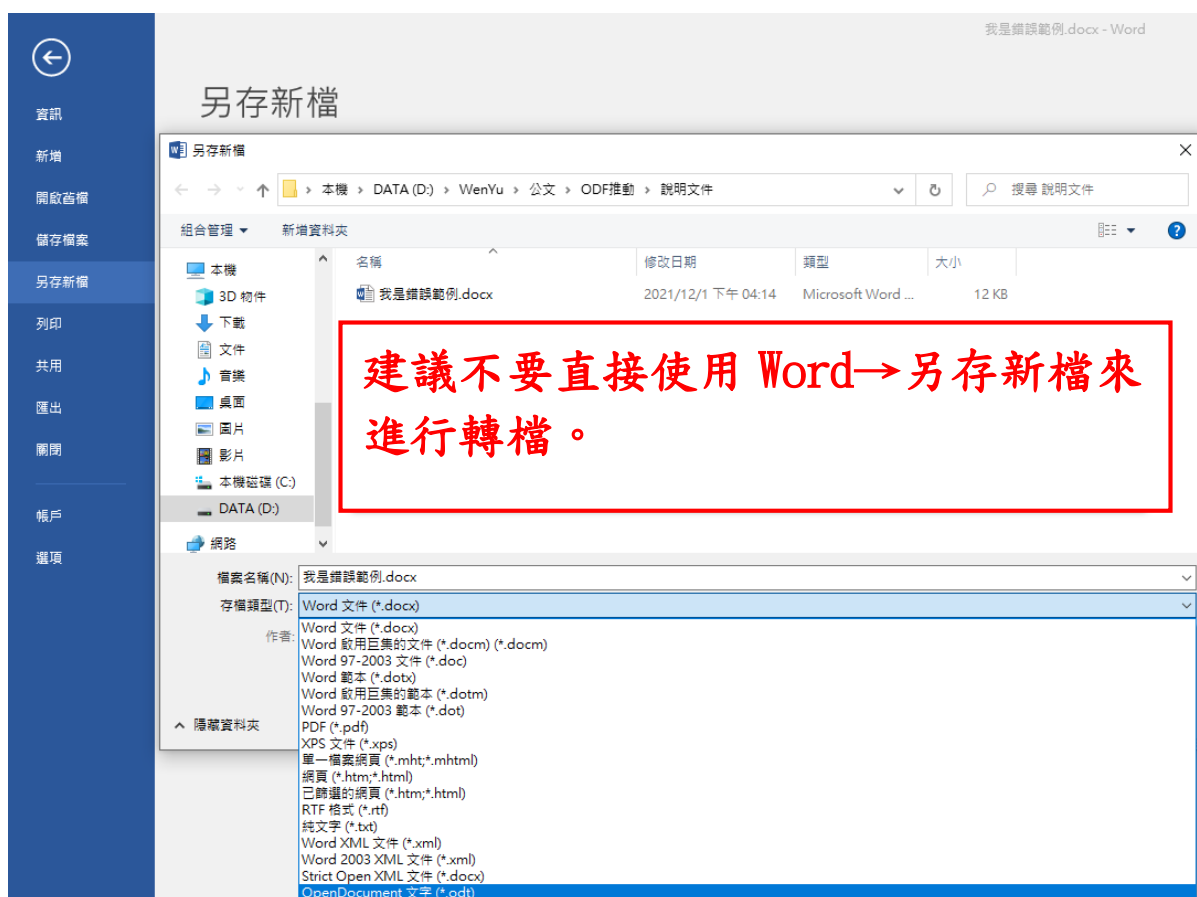 我是錯誤範例.docx - Word
資訊
新增
開啟舊檔
儲存檔案
另存新檔
列印
共用
匯出
關閉
帳戶
選項
另存新檔
另存新檔
本機 › DATA (D:) › WenYu › 公文 › ODF推動 › 說明文件
搜尋 說明文件
組合管理 新增資料夾
名稱 修改日期 類型 大小
我是錯誤範例.docx 2021/12/1 下午 04:14 Microsoft Word ... 12 KB
本機
3D 物件
下載
文件
音樂
桌面
圖片
影片
本機磁碟 (C:)
DATA (D:)
網路
建議不要直接使用 Word→另存新檔來
進行轉檔。
檔案名稱(N): 我是錯誤範例.docx
存檔類型(T): Word 文件 (*.docx)
作者:
Word 文件 (*.docx)
Word 啟用巨集的文件 (*.docm) (*.docm)
Word 97-2003 文件 (*.doc)
Word 範本 (*.dotx)
Word 啟用巨集的範本 (*.dotm)
Word 97-2003 範本 (*.dot)
PDF (*.pdf)
XPS 文件 (*.xps)
單一檔案網頁 (*.mht;*.mhtml)
網頁 (*.htm;*.html)
已篩選的網頁 (*.htm;*.html)
RTF 格式 (*.rtf)
純文字 (*.txt)
Word XML 文件 (*.xml)
Word 2003 XML 文件 (*.xml)
Strict Open XML 文件 (*.docx)
OpenDocument 文字 (*.odt)
隱藏資料夾